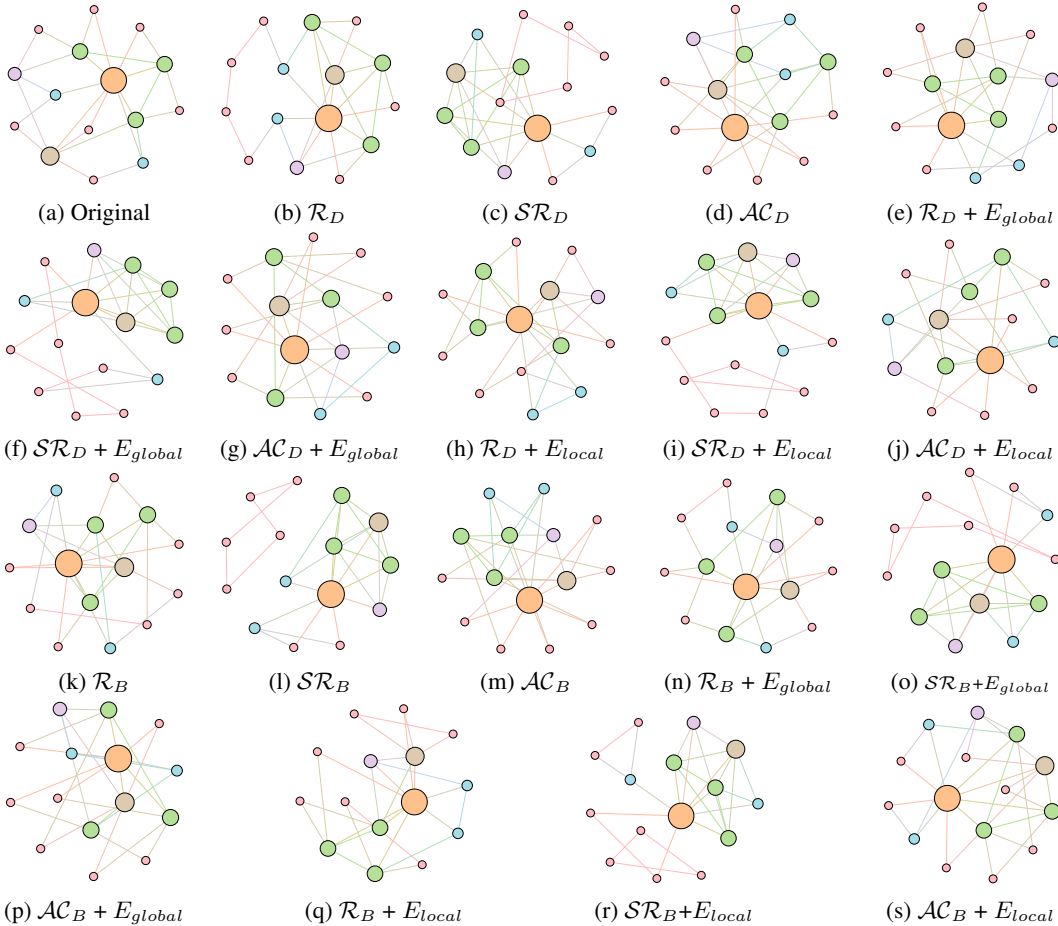 (a) Original (b) R_D (c) SR_D (d) AC_D (e) R_D + E_global
(f) SR_D + E_global (g) AC_D + E_global (h) R_D + E_local (i) SR_D + E_local (j) AC_D + E_local
(k) R_B (l) SR_B (m) AC_B (n) R_B + E_global (o) SR_B+E_global
(p) AC_B + E_global (q) R_B + E_local (r) SR_B+E_local (s) AC_B + E_local